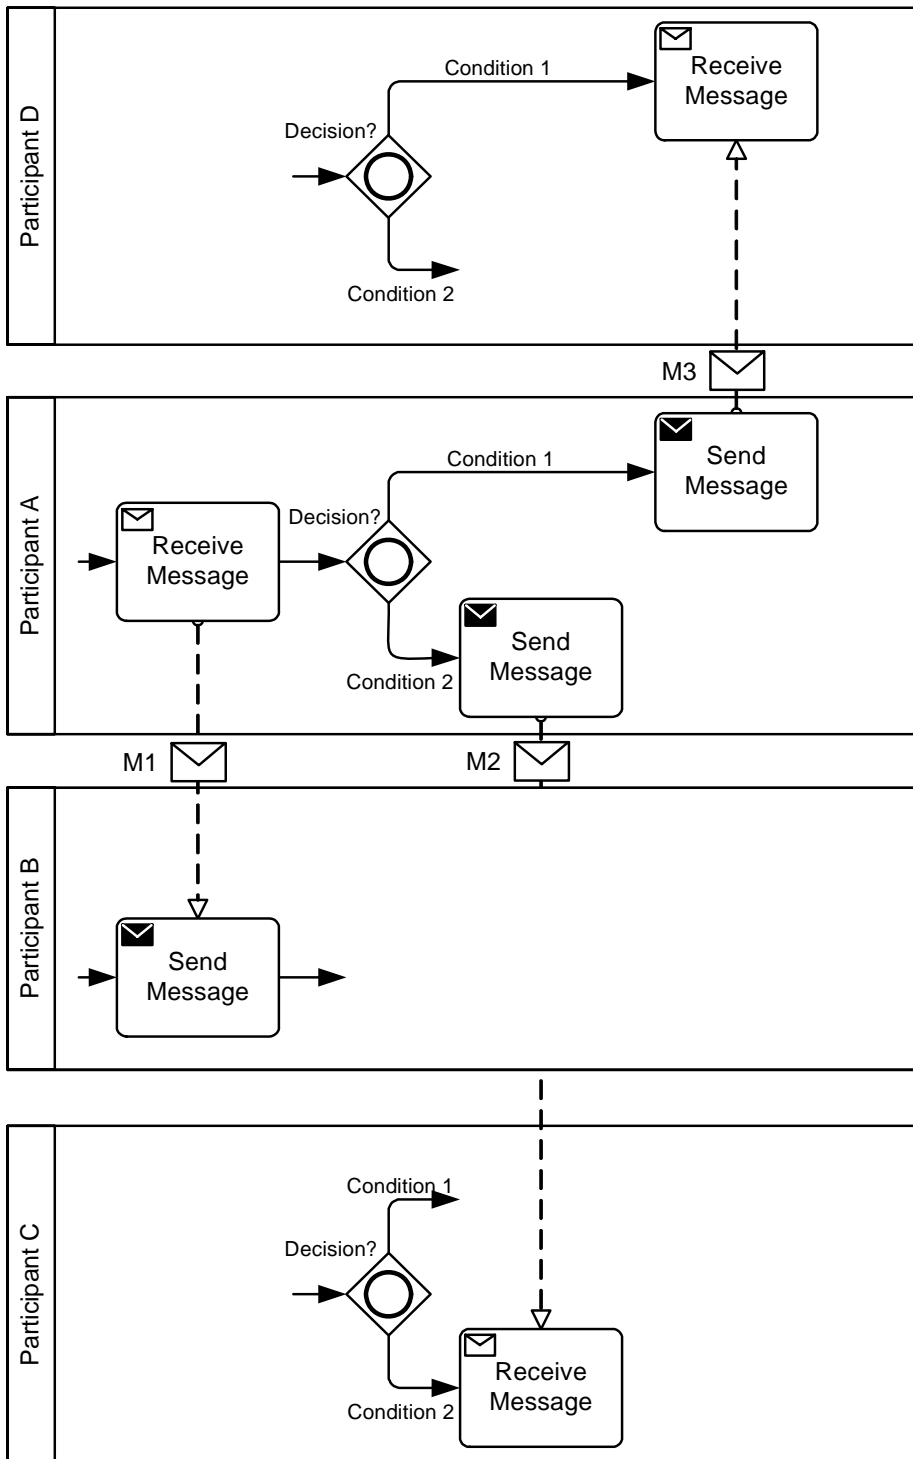 Participant D
Condition 1
Receive
Message
Decision?
Condition 2
M3
Participant A
Condition 1
Send
Message
Receive
Message
Decision?
Send
Message
Condition 2
M1
M2
Participant B
Send
Message
Participant C
Condition 1
Decision?
Receive
Message
Condition 2